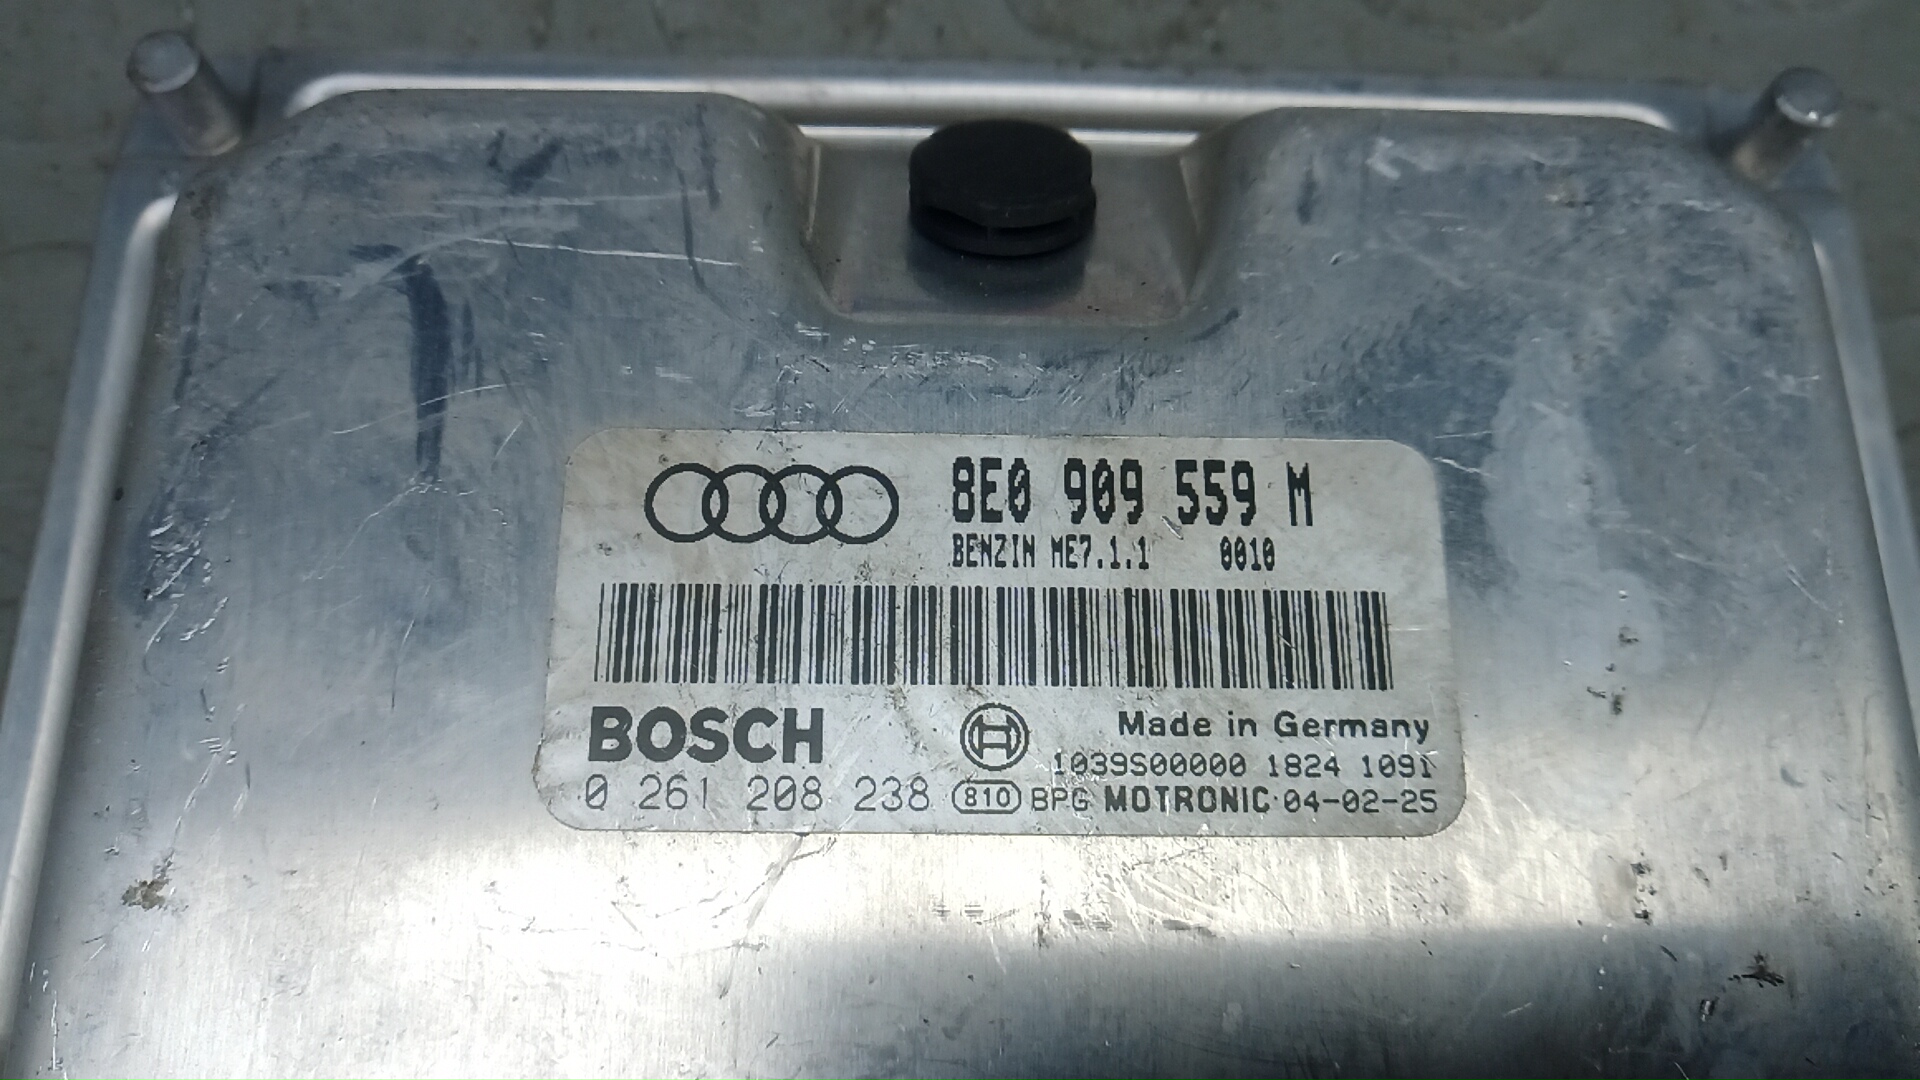 8E0 909 559 M
BENZIN ME7.1.1 0010
BOSCH
Made in Germany
1039S00000 1824 1091
0 261 208 238 810 BPG MOTRONIC 04-02-25